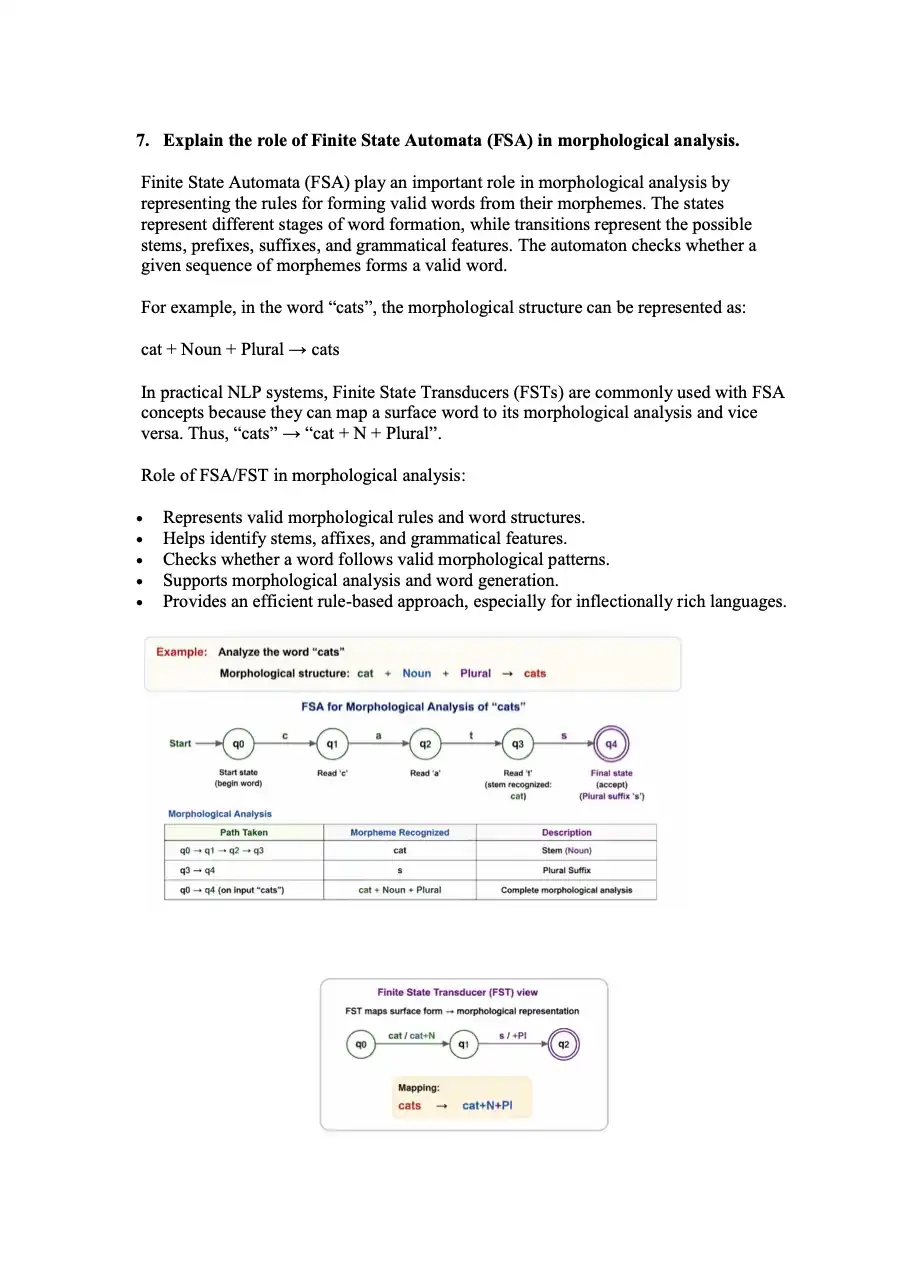 7. Explain the role of Finite State Automata (FSA) in morphological analysis.
Finite State Automata (FSA) play an important role in morphological analysis by
representing the rules for forming valid words from their morphemes. The states
represent different stages of word formation, while transitions represent the possible
stems, prefixes, suffixes, and grammatical features. The automaton checks whether a
given sequence of morphemes forms a valid word.
For example, in the word “cats”, the morphological structure can be represented as:
cat + Noun + Plural → cats
In practical NLP systems, Finite State Transducers (FSTs) are commonly used with FSA
concepts because they can map a surface word to its morphological analysis and vice
versa. Thus, “cats” → “cat + N + Plural”.
Role of FSA/FST in morphological analysis:
• Represents valid morphological rules and word structures.
• Helps identify stems, affixes, and grammatical features.
• Checks whether a word follows valid morphological patterns.
• Supports morphological analysis and word generation.
• Provides an efficient rule-based approach, especially for inflectionally rich languages.
Example: Analyze the word "cats"
Morphological structure: cat + Noun + Plural → cats
FSA for Morphological Analysis of "cats"
c a t s
Start q0 q1 q2 q3 q4
Start state Read 'c' Read 'a' Read 't' Final state
(begin word) (stem recognized: (accept)
cat) (Plural suffix 's')
Morphological Analysis
Path Taken Morpheme Recognized Description
q0 → q1 → q2 → q3 cat Stem (Noun)
q3 → q4 s Plural Suffix
q0 → q4 (on input "cats") cat + Noun + Plural Complete morphological analysis
Finite State Transducer (FST) view
FST maps surface form → morphological representation
cat / cat+N s / +Pl
q0 q1 q2
Mapping:
cats → cat+N+Pl